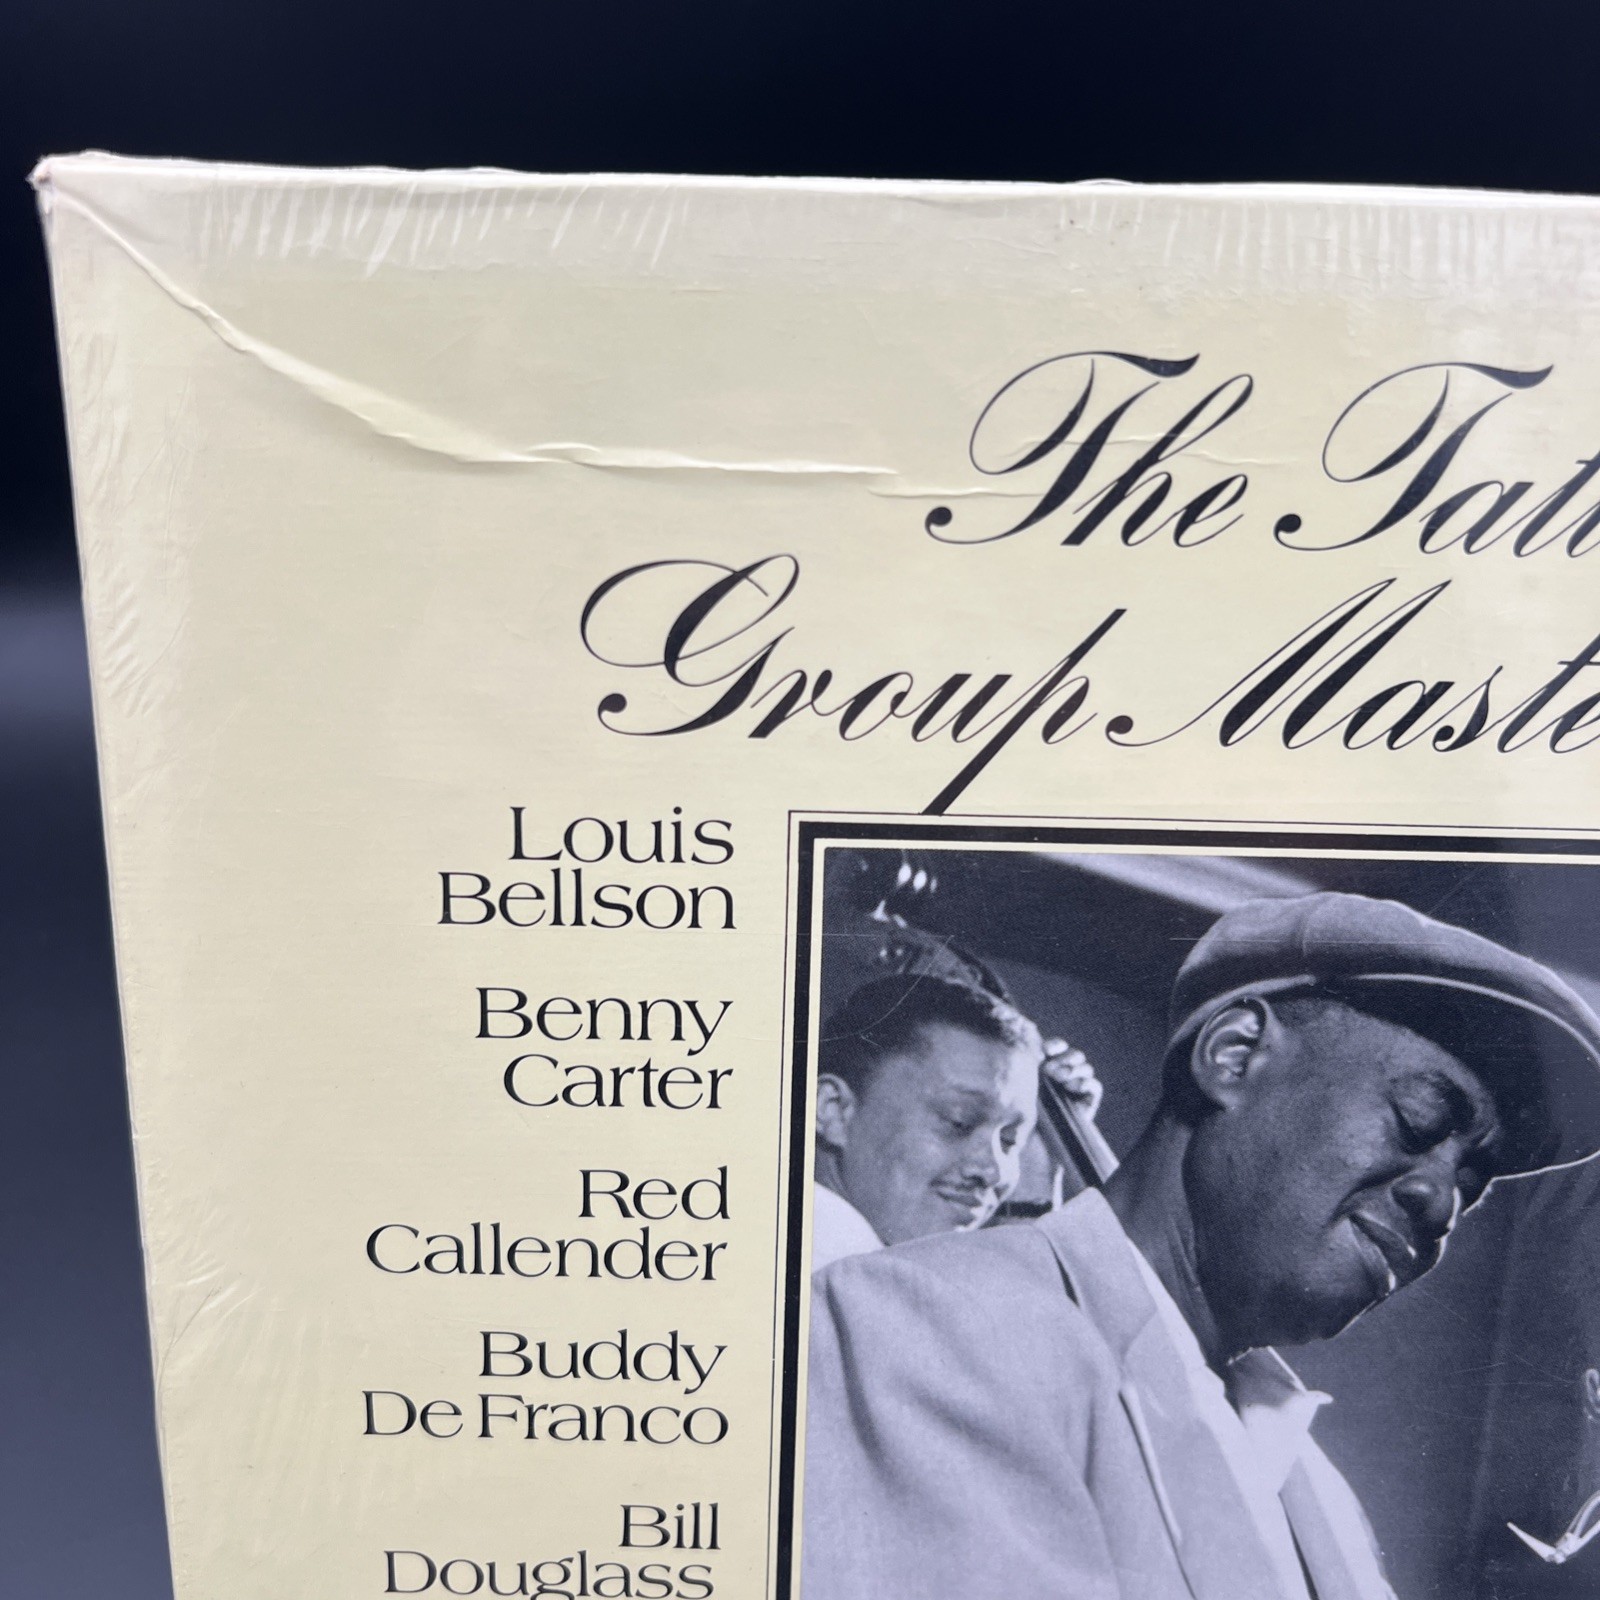 The Tat
Group Maste
Louis
Bellson
Benny
Carter
Red
Callender
Buddy
De Franco
Bill
Douglass